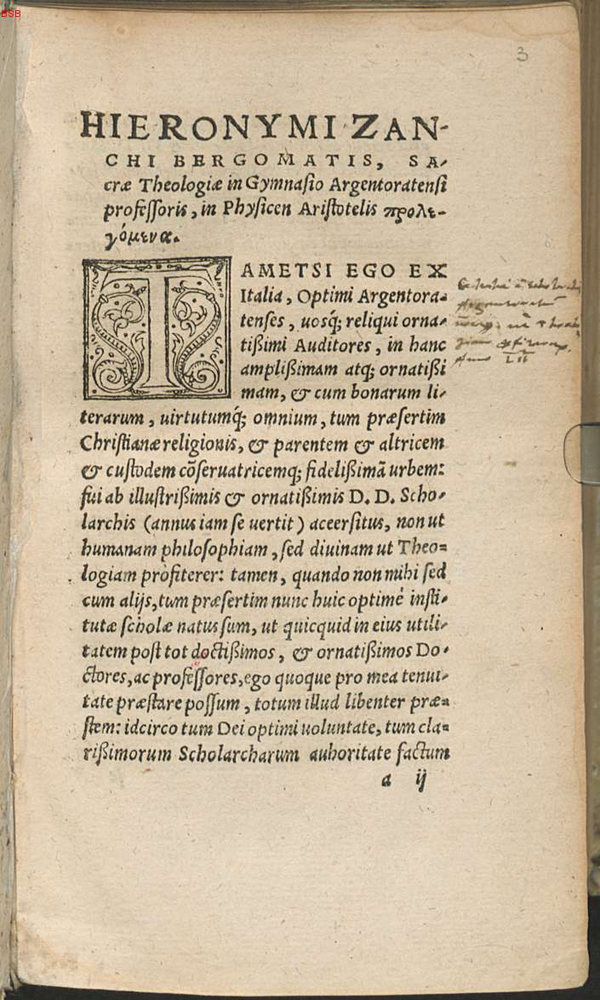 BSB
3
HIERONYMI ZAN-
CHI BERGOMATIS, SA-
cræ Theologiæ in Gymnasio Argentoratensi
professoris, in Physicen Aristotelis προλε-
γόμενα.
TAMETSI EGO EX
Italia, Optimi Argentora-
tenses, uosq́; reliqui orna-
tißimi Auditores, in hanc
amplißimam atq; ornatißi
mam, & cum bonarum li-
terarum, uirtutumq́; omnium, tum præsertim
Christianæ religionis, & parentem & altricem
& custodem cõseruatricemq; fidelißimã urbem:
fui ab illustrißimis & ornatißimis D. D. Scho-
larchis (annus iam se uertit) aceersitus, non ut
humanam philosophiam, sed diuinam ut Theo-
logiam profiterer: tamen, quando non mihi sed
cum alijs, tum præsertim nunc huic optimè insti-
tutæ scholæ natus sum, ut quicquid in eius utili-
tatem post tot doctißimos, & ornatißimos Do-
ctores, ac professores, ego quoque pro mea tenui-
tate præstare possum, totum illud libenter præ-
stem: idcirco tum Dei optimi uoluntate, tum cla-
rißimorum Scholarcharum auhoritate factum
a ij
LII